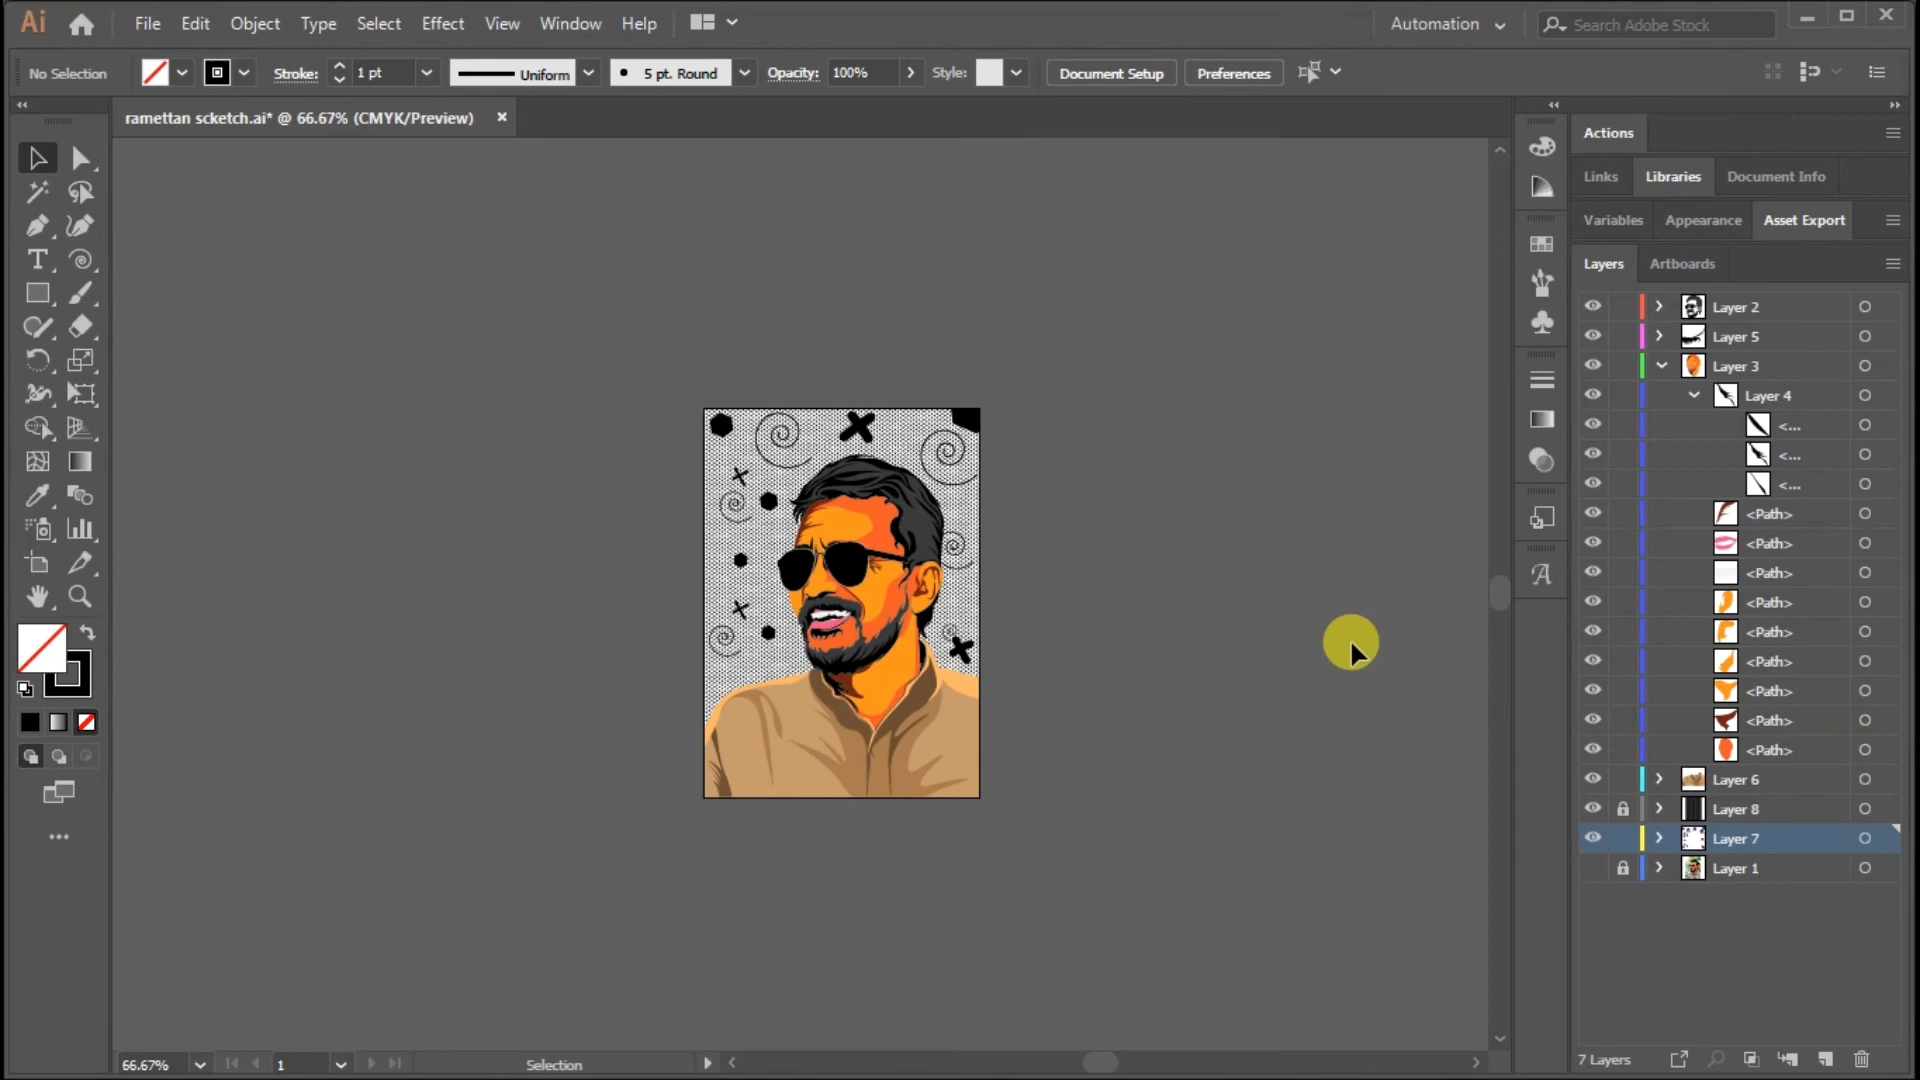 Ai File Edit Object Type Select Effect View Window Help Automation Search Adobe Stock
No Selection Stroke: 1 pt Uniform 5 pt. Round Opacity: 100% Style: Document Setup Preferences
ramettan scketch.ai* @ 66.67% (CMYK/Preview)
Actions
Links Libraries Document Info
Variables Appearance Asset Export
Layers Artboards
Layer 2
Layer 5
Layer 3
Layer 4
<...
<...
<...
<Path>
<Path>
<Path>
<Path>
<Path>
<Path>
<Path>
<Path>
<Path>
Layer 6
Layer 8
Layer 7
Layer 1
66.67% 1 Selection 7 Layers